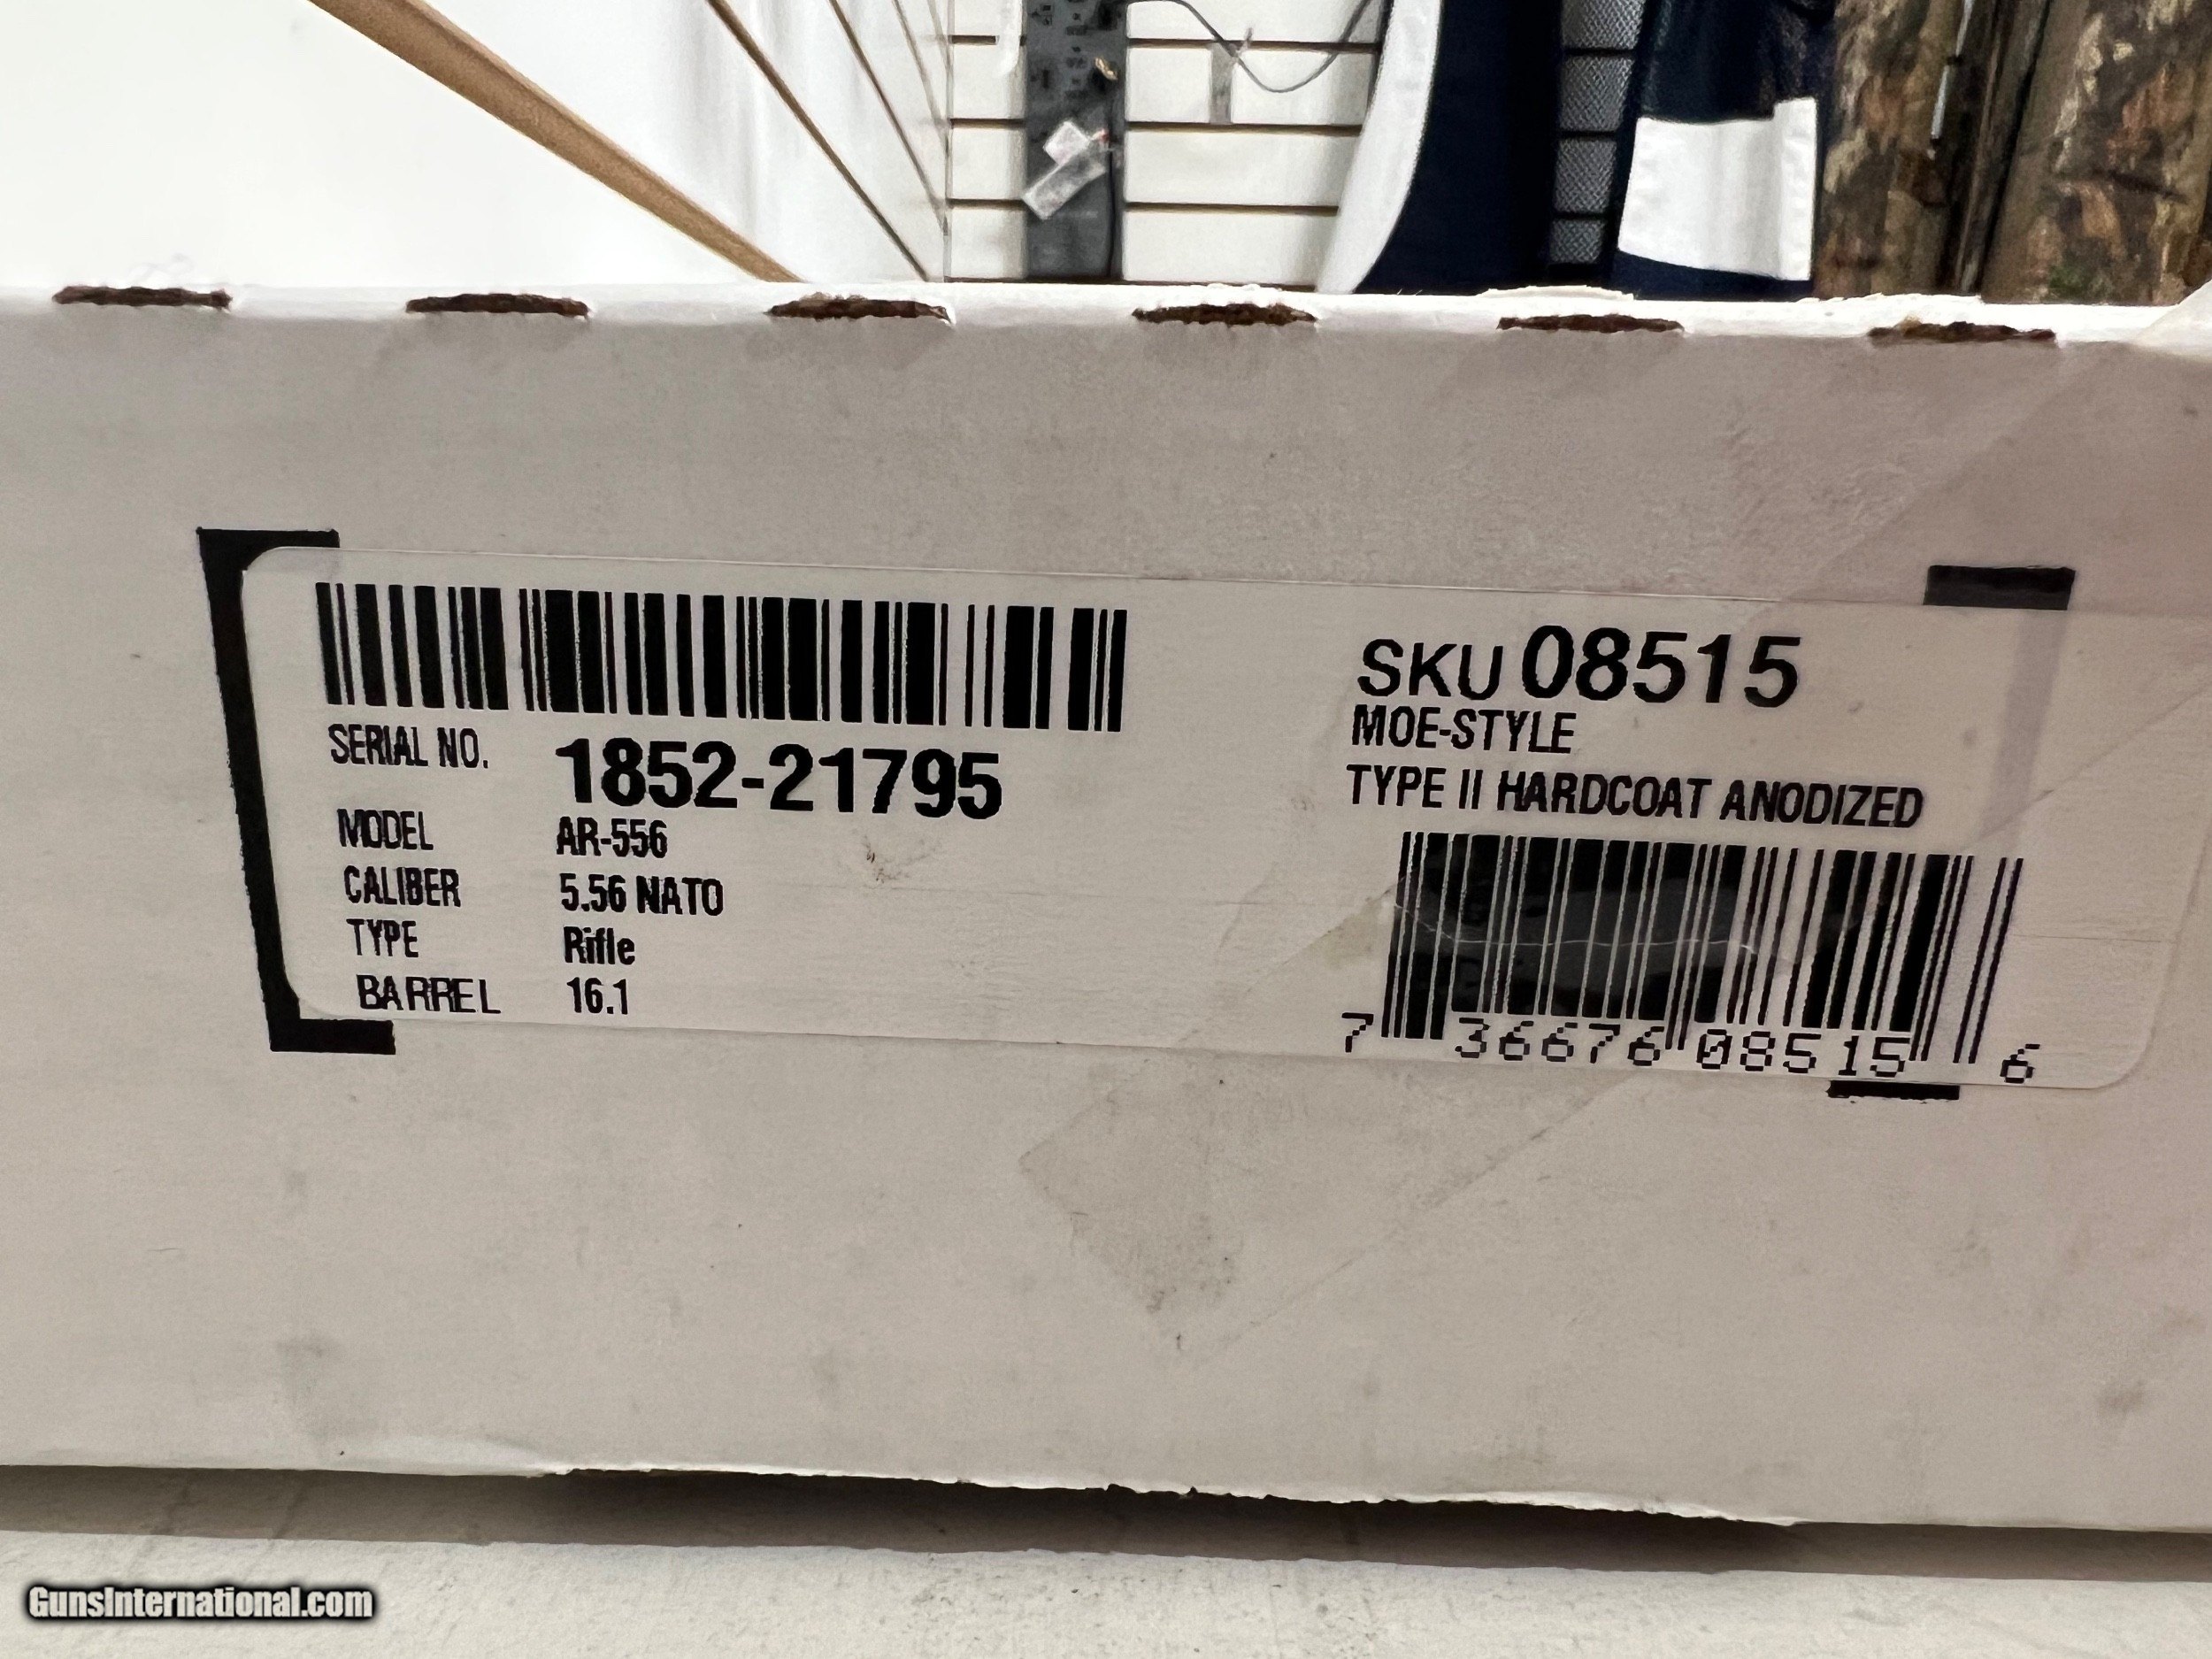 SERIAL NO. 1852-21795
MODEL AR-556
CALIBER 5.56 NATO
TYPE Rifle
BARREL 16.1
SKU 08515
MOE-STYLE
TYPE II HARDCOAT ANODIZED
7 36676 08515 6
GunsInternational.com